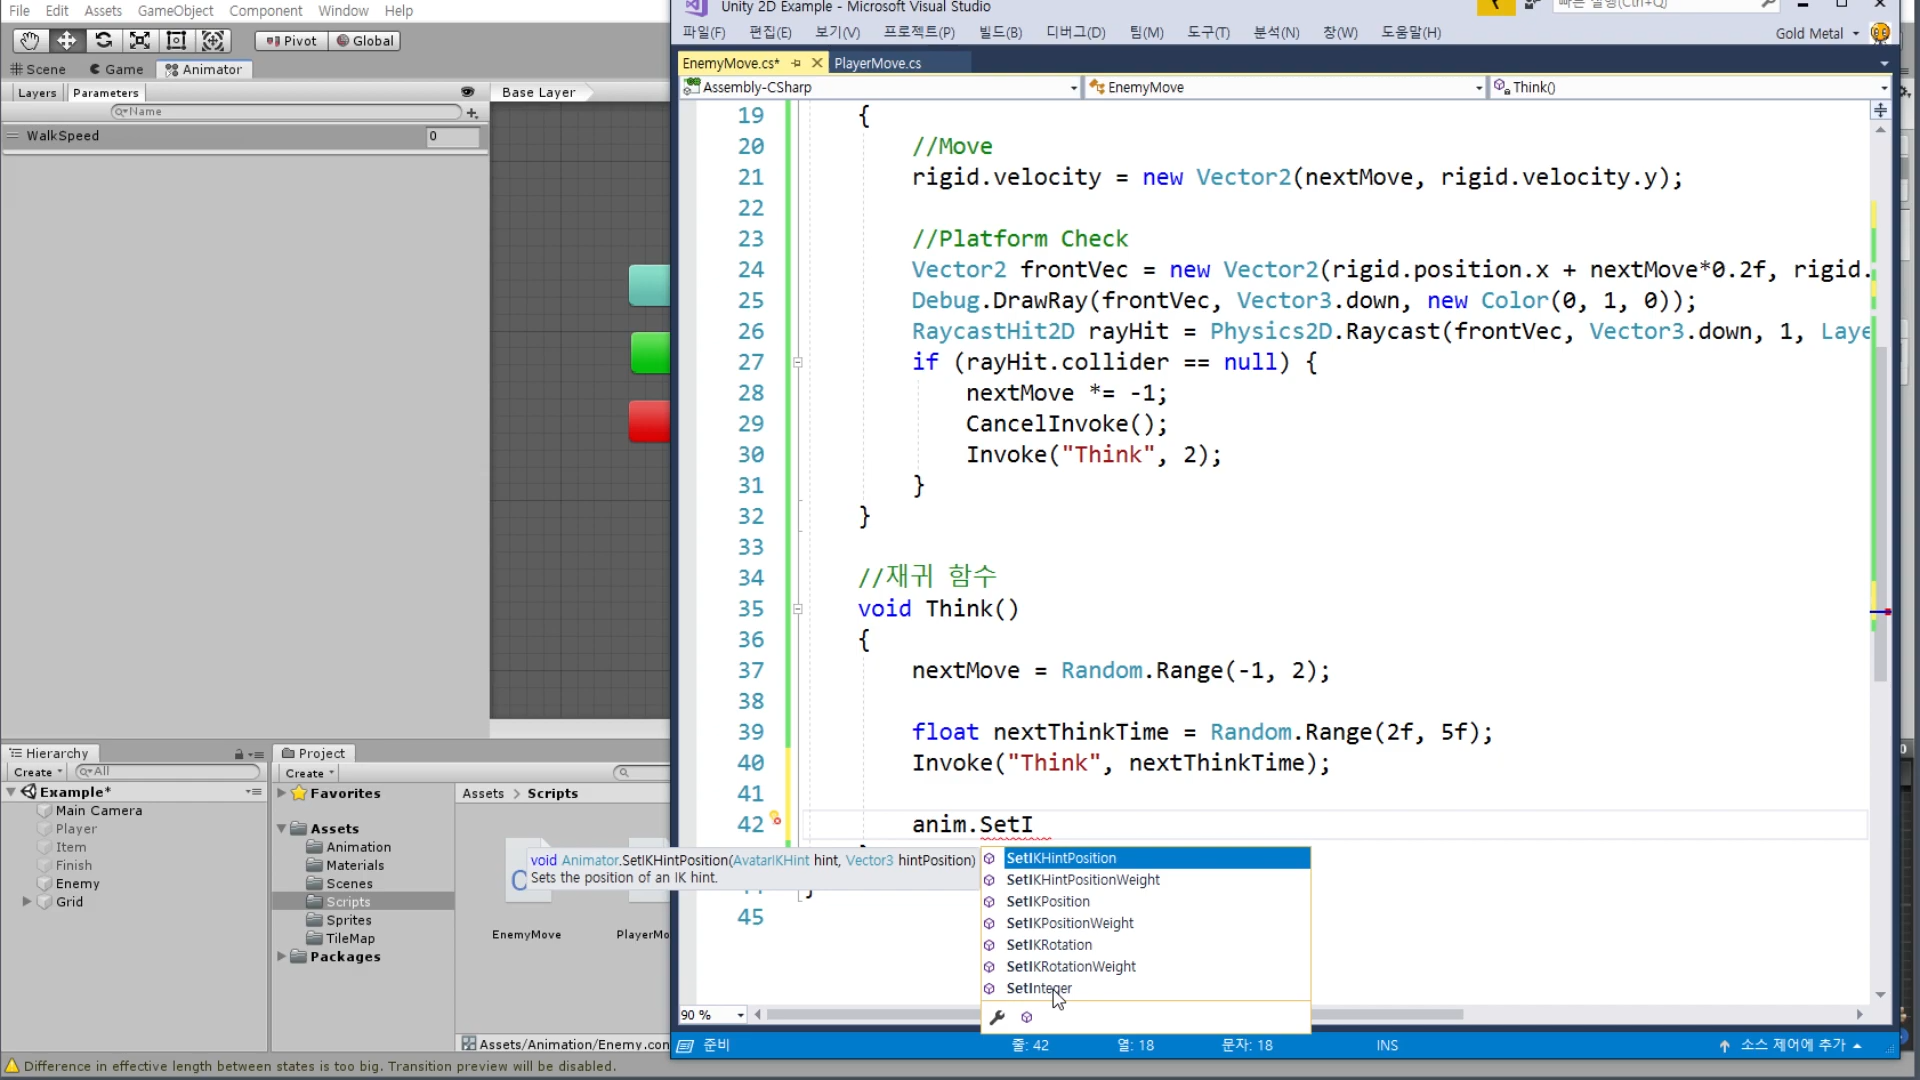 File Edit Assets GameObject Component Window Help
Pivot Global
Scene Game Animator
Layers Parameters
Name
Base Layer
WalkSpeed 0
Unity 2D Example - Microsoft Visual Studio
빠른 실행(Ctrl+Q)
파일(F) 편집(E) 보기(V) 프로젝트(P) 빌드(B) 디버그(D) 팀(M) 도구(T) 분석(N) 창(W) 도움말(H) Gold Metal
EnemyMove.cs* PlayerMove.cs
Assembly-CSharp EnemyMove Think()
19 {
20 //Move
21 rigid.velocity = new Vector2(nextMove, rigid.velocity.y);
22
23 //Platform Check
24 Vector2 frontVec = new Vector2(rigid.position.x + nextMove*0.2f, rigid.
25 Debug.DrawRay(frontVec, Vector3.down, new Color(0, 1, 0));
26 RaycastHit2D rayHit = Physics2D.Raycast(frontVec, Vector3.down, 1, Laye
27 if (rayHit.collider == null) {
28 nextMove *= -1;
29 CancelInvoke();
30 Invoke("Think", 2);
31 }
32 }
33
34 //재귀 함수
35 void Think()
36 {
37 nextMove = Random.Range(-1, 2);
38
39 float nextThinkTime = Random.Range(2f, 5f);
40 Invoke("Think", nextThinkTime);
41
42 anim.SetI
void Animator.SetIKHintPosition(AvatarIKHint hint, Vector3 hintPosition)
Sets the position of an IK hint.
SetIKHintPosition
SetIKHintPositionWeight
SetIKPosition
SetIKPositionWeight
SetIKRotation
SetIKRotationWeight
SetInteger
45
90 %
준비 줄: 42 열: 18 문자: 18 INS 소스 제어에 추가
Hierarchy
Create All
Example*
Main Camera
Player
Item
Finish
Enemy
Grid
Project
Create
Favorites
Assets
Animation
Materials
Scenes
Scripts
Sprites
TileMap
Packages
Assets > Scripts
EnemyMove PlayerMo
Assets/Animation/Enemy.con
Difference in effective length between states is too big. Transition preview will be disabled.